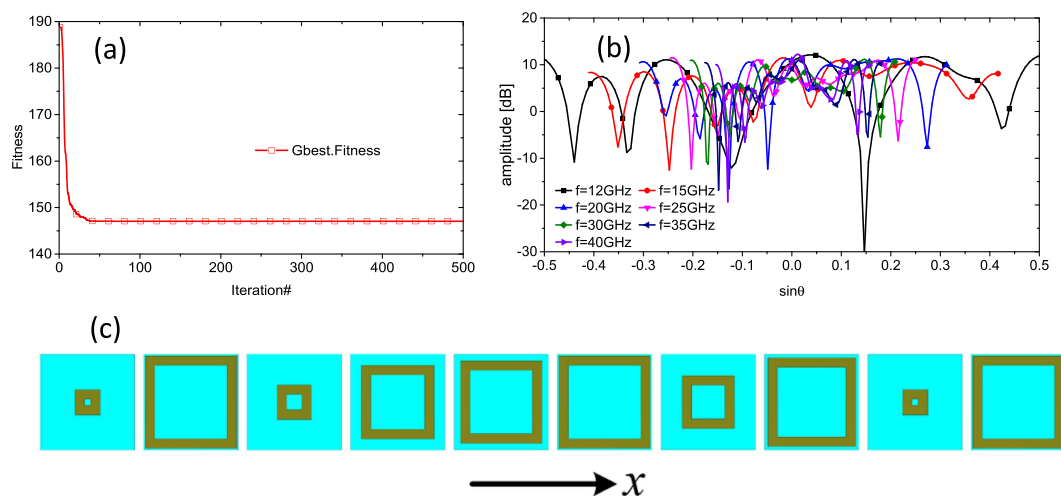 (a)
190
180
170
160
150
140
Fitness
Gbest.Fitness
0 100 200 300 400 500
Iteration#
(b)
20
10
0
-10
-20
-30
amplitude [dB]
f=12GHz f=15GHz
f=20GHz f=25GHz
f=30GHz f=35GHz
f=40GHz
-0.5 -0.4 -0.3 -0.2 -0.1 0.0 0.1 0.2 0.3 0.4 0.5
sinθ
(c)
x